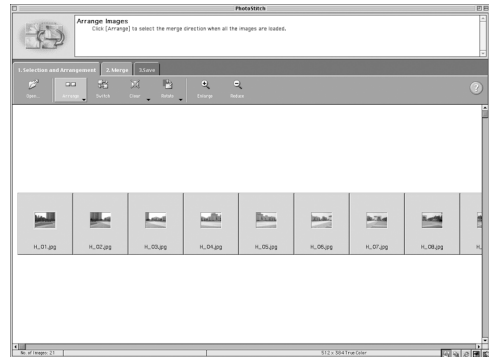 PhotoStitch
Arrange Images
Click [Arrange] to select the merge direction when all the images are loaded.
1. Selection and Arrangement 2. Merge 3. Save
Open... Arrange Switch Clear Rotate Enlarge Reduce
H_01.jpg H_02.jpg H_03.jpg H_04.jpg H_05.jpg H_06.jpg H_07.jpg H_08.jpg H_
No. of Images: 21 512 x 384 True Color